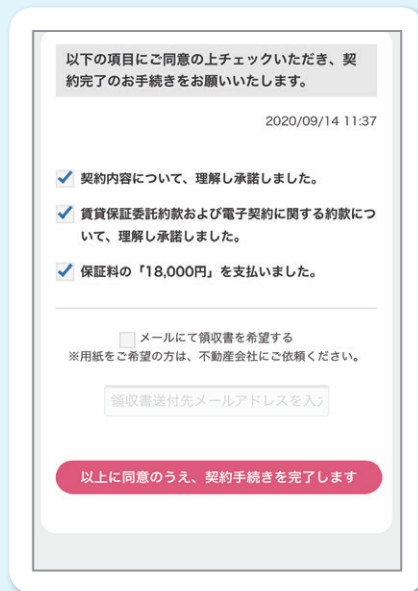 以下の項目にご同意の上チェックいただき、契
約完了のお手続きをお願いいたします。
2020/09/14 11:37
契約内容について、理解し承諾しました。
賃貸保証委託約款および電子契約に関する約款につ
いて、理解し承諾しました。
保証料の「18,000円」を支払いました。
メールにて領収書を希望する
※用紙をご希望の方は、不動産会社にご依頼ください。
領収書送付先メールアドレスを入
以上に同意のうえ、契約手続きを完了します